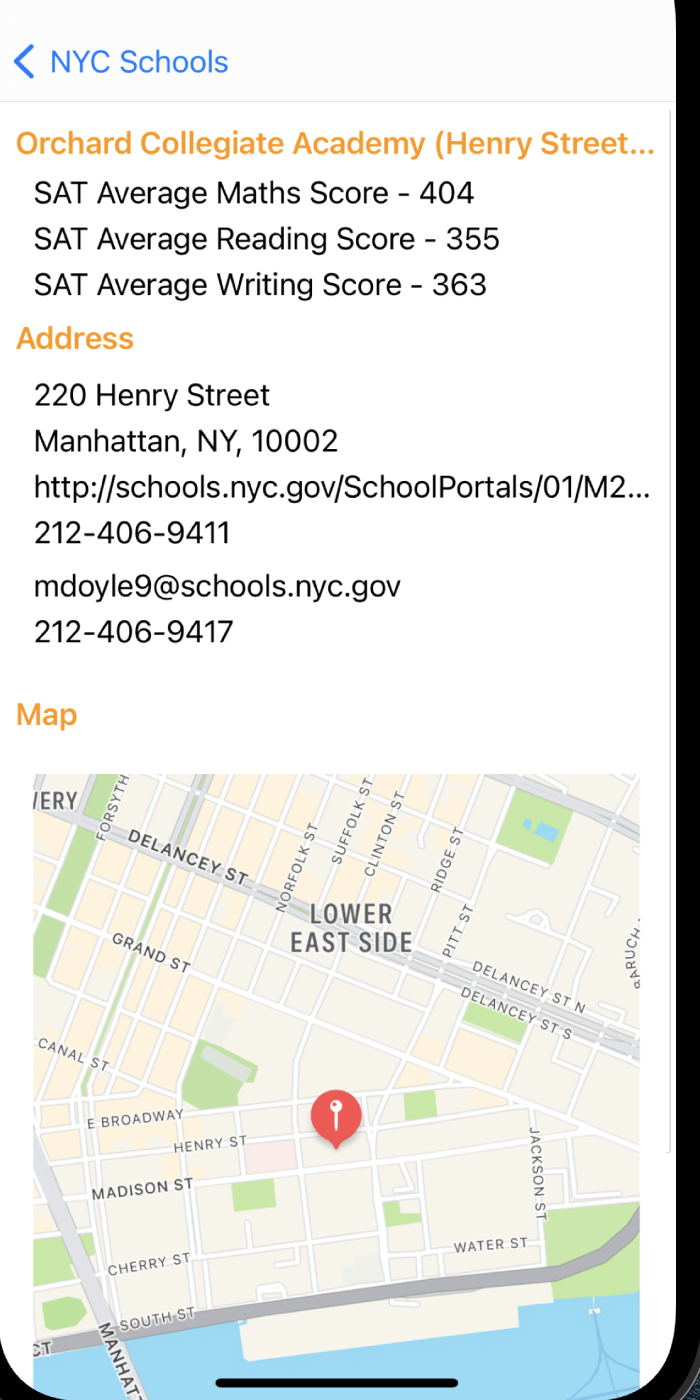 NYC Schools
Orchard Collegiate Academy (Henry Street...
SAT Average Maths Score - 404
SAT Average Reading Score - 355
SAT Average Writing Score - 363
Address
220 Henry Street
Manhattan, NY, 10002
http://schools.nyc.gov/SchoolPortals/01/M2...
212-406-9411
mdoyle9@schools.nyc.gov
212-406-9417
Map
FORSYTH
DELANCEY ST
NORFOLK ST
SUFFOLK ST
CLINTON ST
RIDGE ST
PITT ST
LOWER
EAST SIDE
GRAND ST
DELANCEY ST N
DELANCEY ST S
BARUCH
CANAL ST
E BROADWAY
HENRY ST
MADISON ST
JACKSON ST
CHERRY ST
WATER ST
SOUTH ST